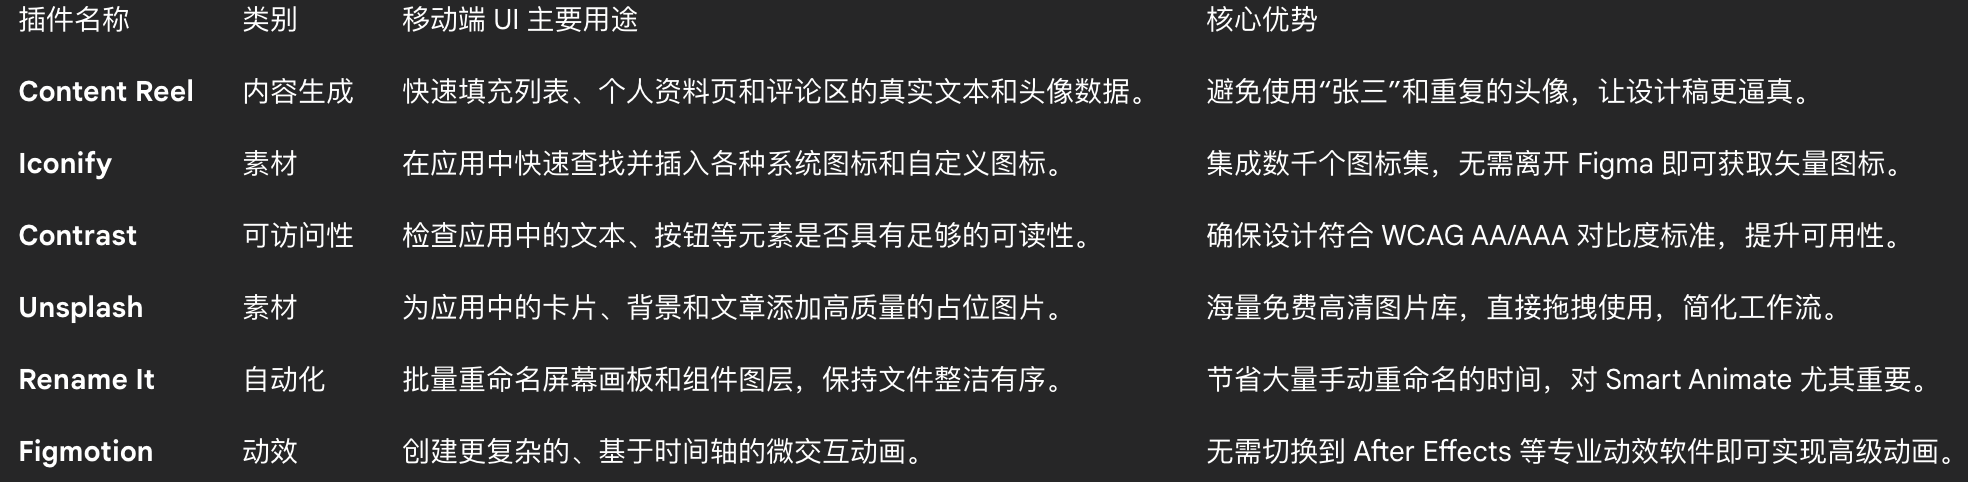 插件名称 类别 移动端 UI 主要用途 核心优势
Content Reel 内容生成 快速填充列表、个人资料页和评论区的真实文本和头像数据。 避免使用“张三”和重复的头像，让设计稿更逼真。
Iconify 素材 在应用中快速查找并插入各种系统图标和自定义图标。 集成数千个图标集，无需离开 Figma 即可获取矢量图标。
Contrast 可访问性 检查应用中的文本、按钮等元素是否具有足够的可读性。 确保设计符合 WCAG AA/AAA 对比度标准，提升可用性。
Unsplash 素材 为应用中的卡片、背景和文章添加高质量的占位图片。 海量免费高清图片库，直接拖拽使用，简化工作流。
Rename It 自动化 批量重命名屏幕画板和组件图层，保持文件整洁有序。 节省大量手动重命名的时间，对 Smart Animate 尤其重要。
Figmotion 动效 创建更复杂的、基于时间轴的微交互动画。 无需切换到 After Effects 等专业动效软件即可实现高级动画。